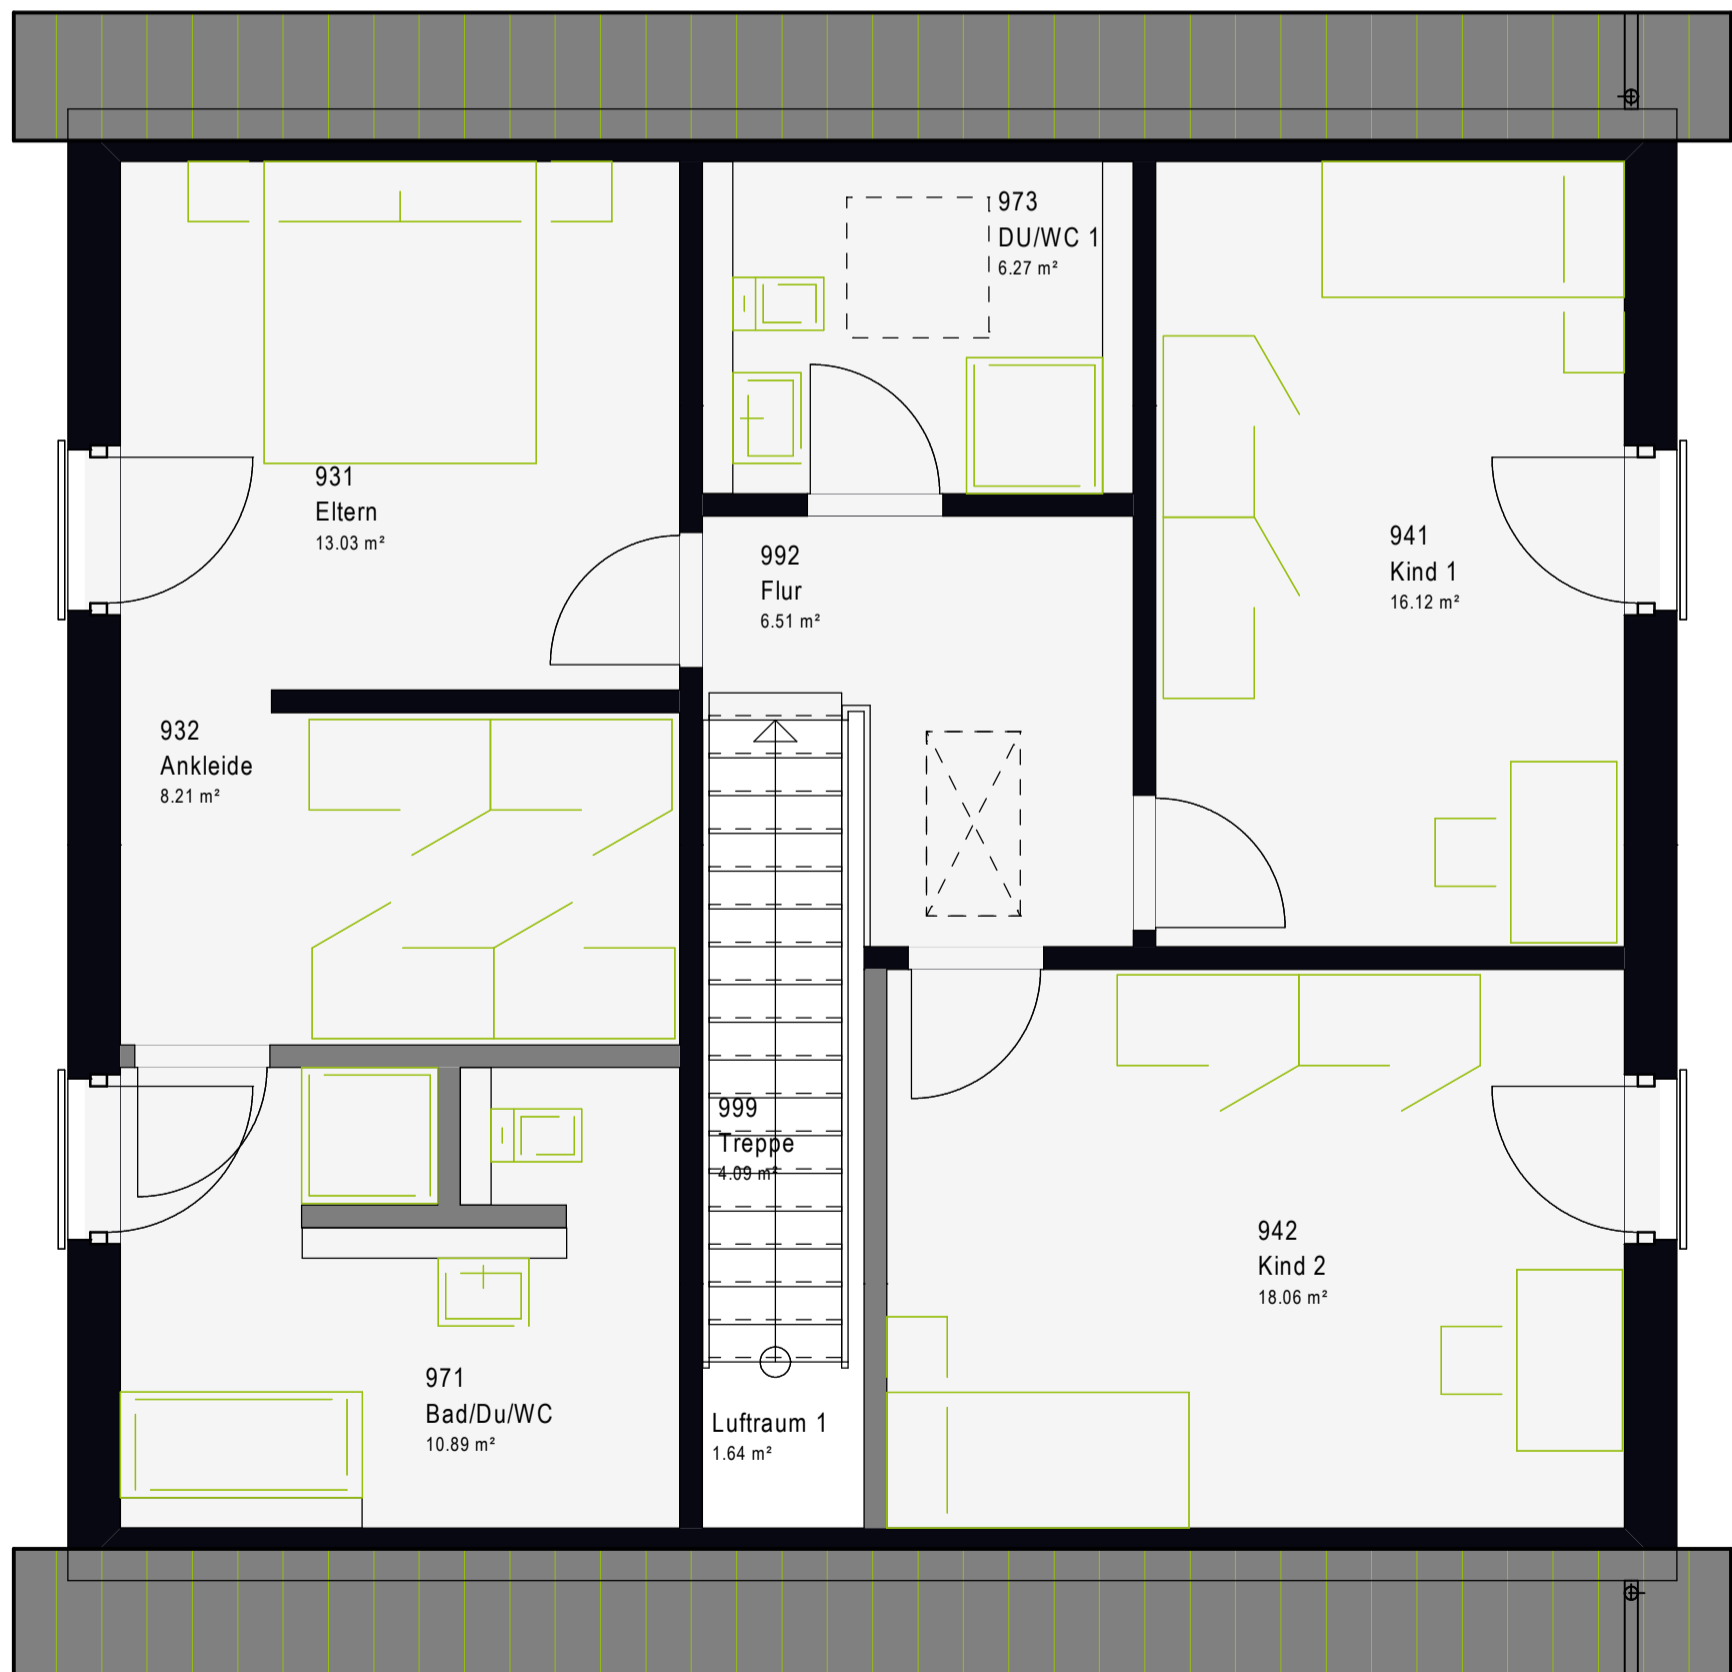 973
DU/WC 1
6.27 m²
931
Eltern
13.03 m²
992
Flur
6.51 m²
941
Kind 1
16.12 m²
932
Ankleide
8.21 m²
999
Treppe
4.09 m²
942
Kind 2
18.06 m²
971
Bad/Du/WC
10.89 m²
Luftraum 1
1.64 m²